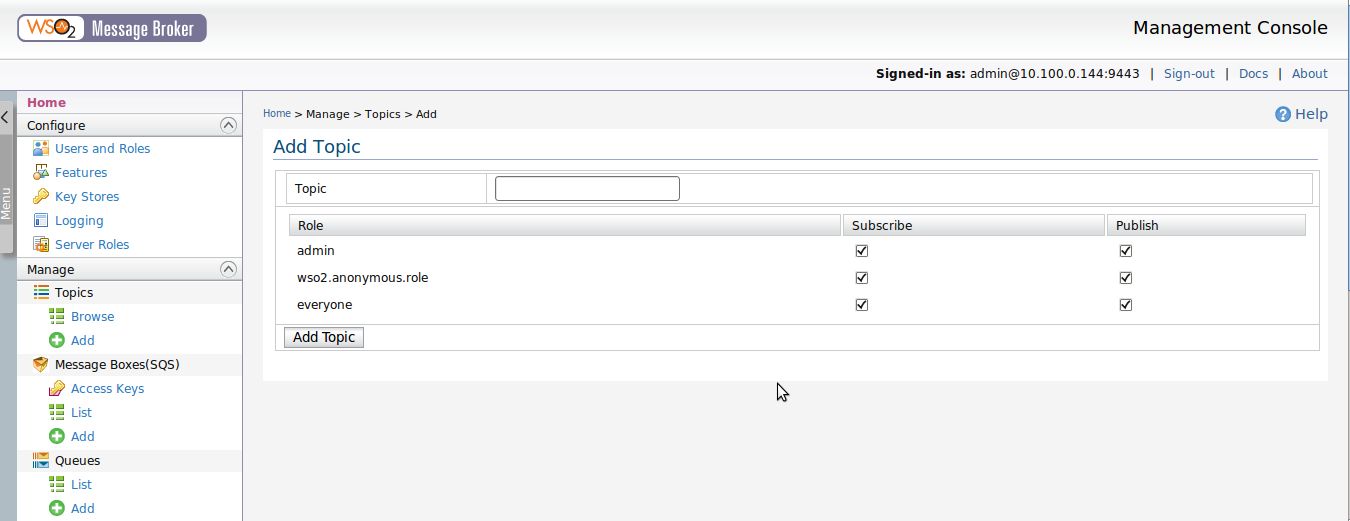 WSO2 Message Broker
Management Console
Signed-in as: admin@10.100.0.144:9443 | Sign-out | Docs | About
Menu
Home
Configure
Users and Roles
Features
Key Stores
Logging
Server Roles
Manage
Topics
Browse
Add
Message Boxes(SQS)
Access Keys
List
Add
Queues
List
Add
Home > Manage > Topics > Add
Help
Add Topic
Topic
Role Subscribe Publish
admin
wso2.anonymous.role
everyone
Add Topic